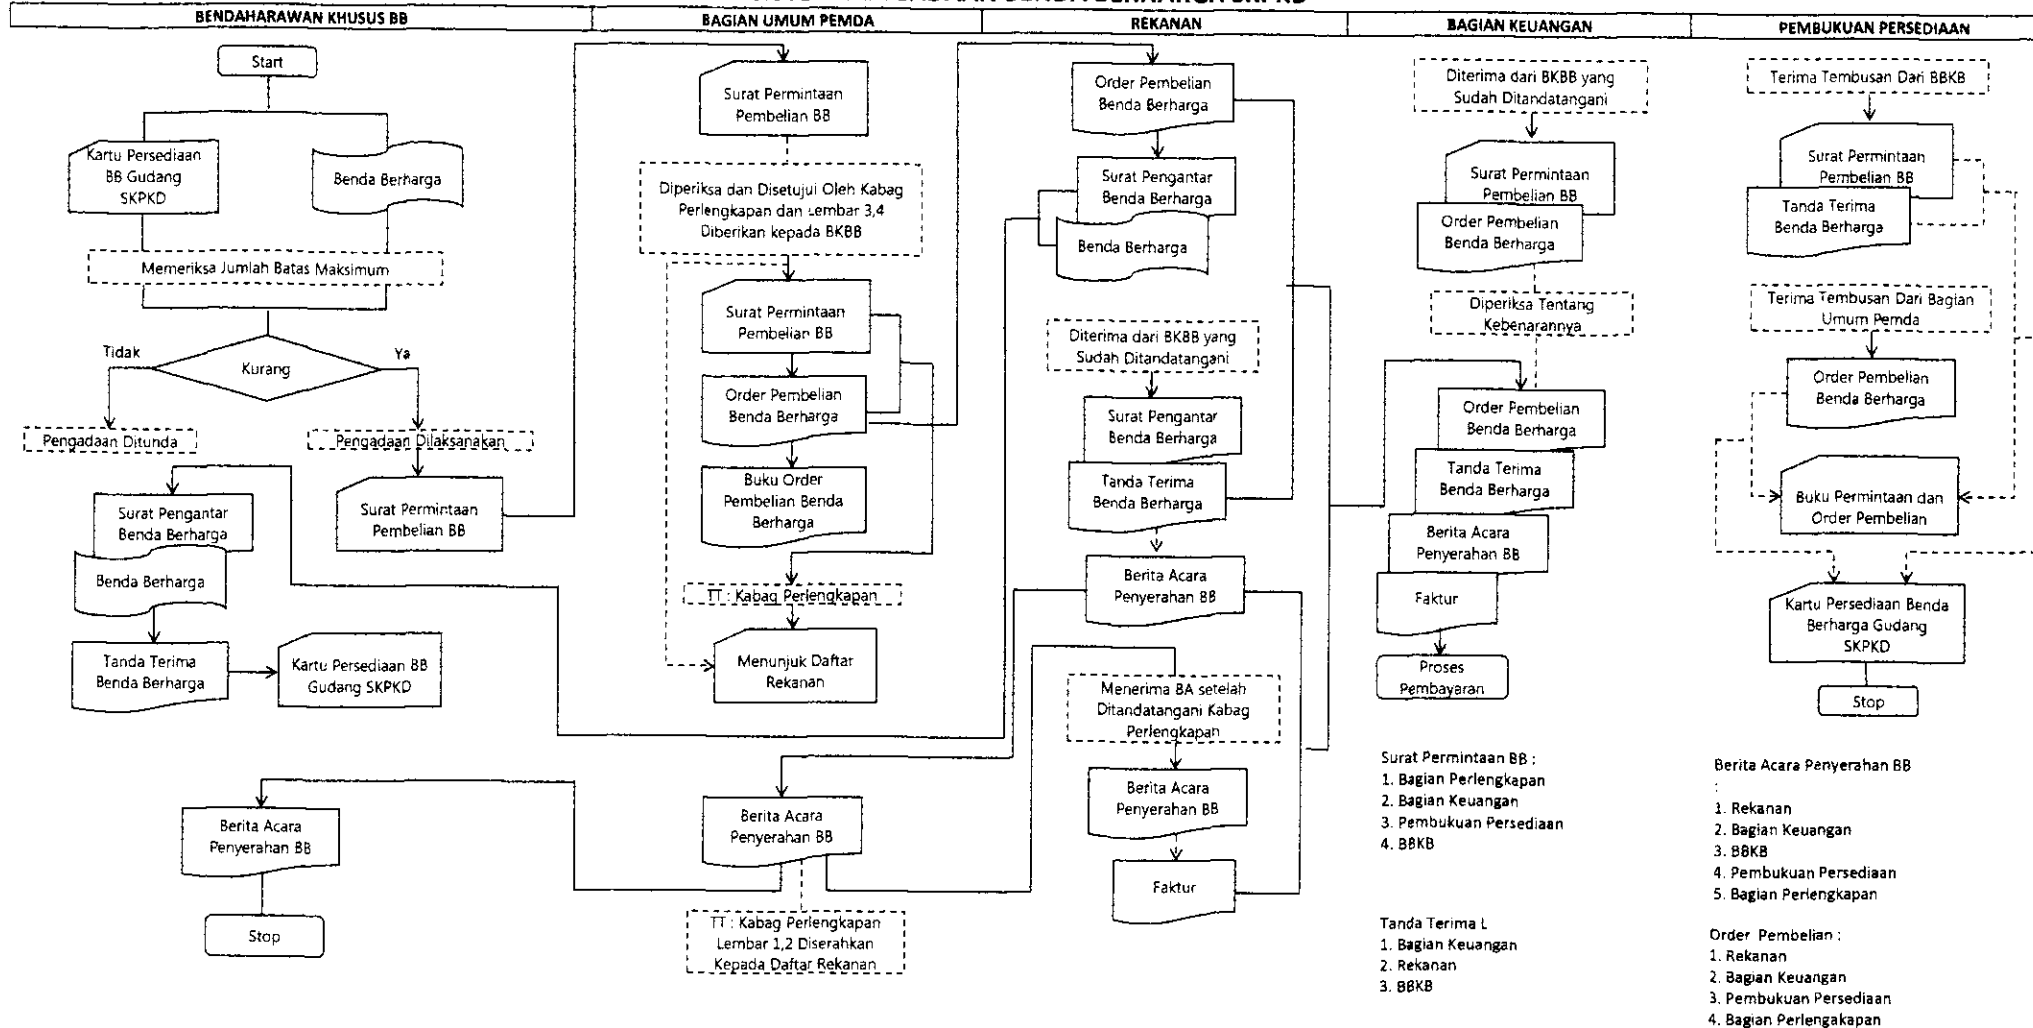 PENGADAAN BENDA BERHARGA SKPKD
BENDAHARAWAN KHUSUS BB
BAGIAN UMUM PEMDA
REKANAN
BAGIAN KEUANGAN
PEMBUKUAN PERSEDIAAN
Start
Kartu Persediaan
BB Gudang
SKPKD
Benda Berharga
Memeriksa Jumlah Batas Maksimum
Tidak
Kurang
Ya
Pengadaan Ditunda
Pengadaan Dilaksanakan
Surat Pengantar
Benda Berharga
Benda Berharga
Surat Permintaan
Pembelian BB
Tanda Terima
Benda Berharga
Kartu Persediaan BB
Gudang SKPKD
Berita Acara
Penyerahan BB
Stop
Surat Permintaan
Pembelian BB
Diperiksa dan Disetujui Oleh Kabag
Perlengkapan dan Lembar 3,4
Diberikan kepada BKBB
Surat Permintaan
Pembelian BB
Order Pembelian
Benda Berharga
Buku Order
Pembelian Benda
Berharga
TT : Kabag Perlengkapan
Menunjuk Daftar
Rekanan
Berita Acara
Penyerahan BB
TT : Kabag Perlengkapan
Lembar 1,2 Diserahkan
Kepada Daftar Rekanan
Order Pembelian
Benda Berharga
Surat Pengantar
Benda Berharga
Benda Berharga
Diterima dari BKBB yang
Sudah Ditandatangani
Surat Pengantar
Benda Berharga
Tanda Terima
Benda Berharga
Berita Acara
Penyerahan BB
Menerima BA setelah
Ditandatangani Kabag
Perlengkapan
Berita Acara
Penyerahan BB
Faktur
Diterima dari BKBB yang
Sudah Ditandatangani
Surat Permintaan
Pembelian BB
Order Pembelian
Benda Berharga
Diperiksa Tentang
Kebenarannya
Order Pembelian
Benda Berharga
Tanda Terima
Benda Berharga
Berita Acara
Penyerahan BB
Faktur
Proses
Pembayaran
Surat Permintaan BB :
1. Bagian Perlengkapan
2. Bagian Keuangan
3. Pembukuan Persediaan
4. BBKB
Tanda Terima L
1. Bagian Keuangan
2. Rekanan
3. BBKB
Terima Tembusan Dari BBKB
Surat Permintaan
Pembelian BB
Tanda Terima
Benda Berharga
Terima Tembusan Dari Bagian
Umum Pemda
Order Pembelian
Benda Berharga
Buku Permintaan dan
Order Pembelian
Kartu Persediaan Benda
Berharga Gudang
SKPKD
Stop
Berita Acara Penyerahan BB
:
1. Rekanan
2. Bagian Keuangan
3. BBKB
4. Pembukuan Persediaan
5. Bagian Perlengkapan
Order Pembelian :
1. Rekanan
2. Bagian Keuangan
3. Pembukuan Persediaan
4. Bagian Perlengakapan